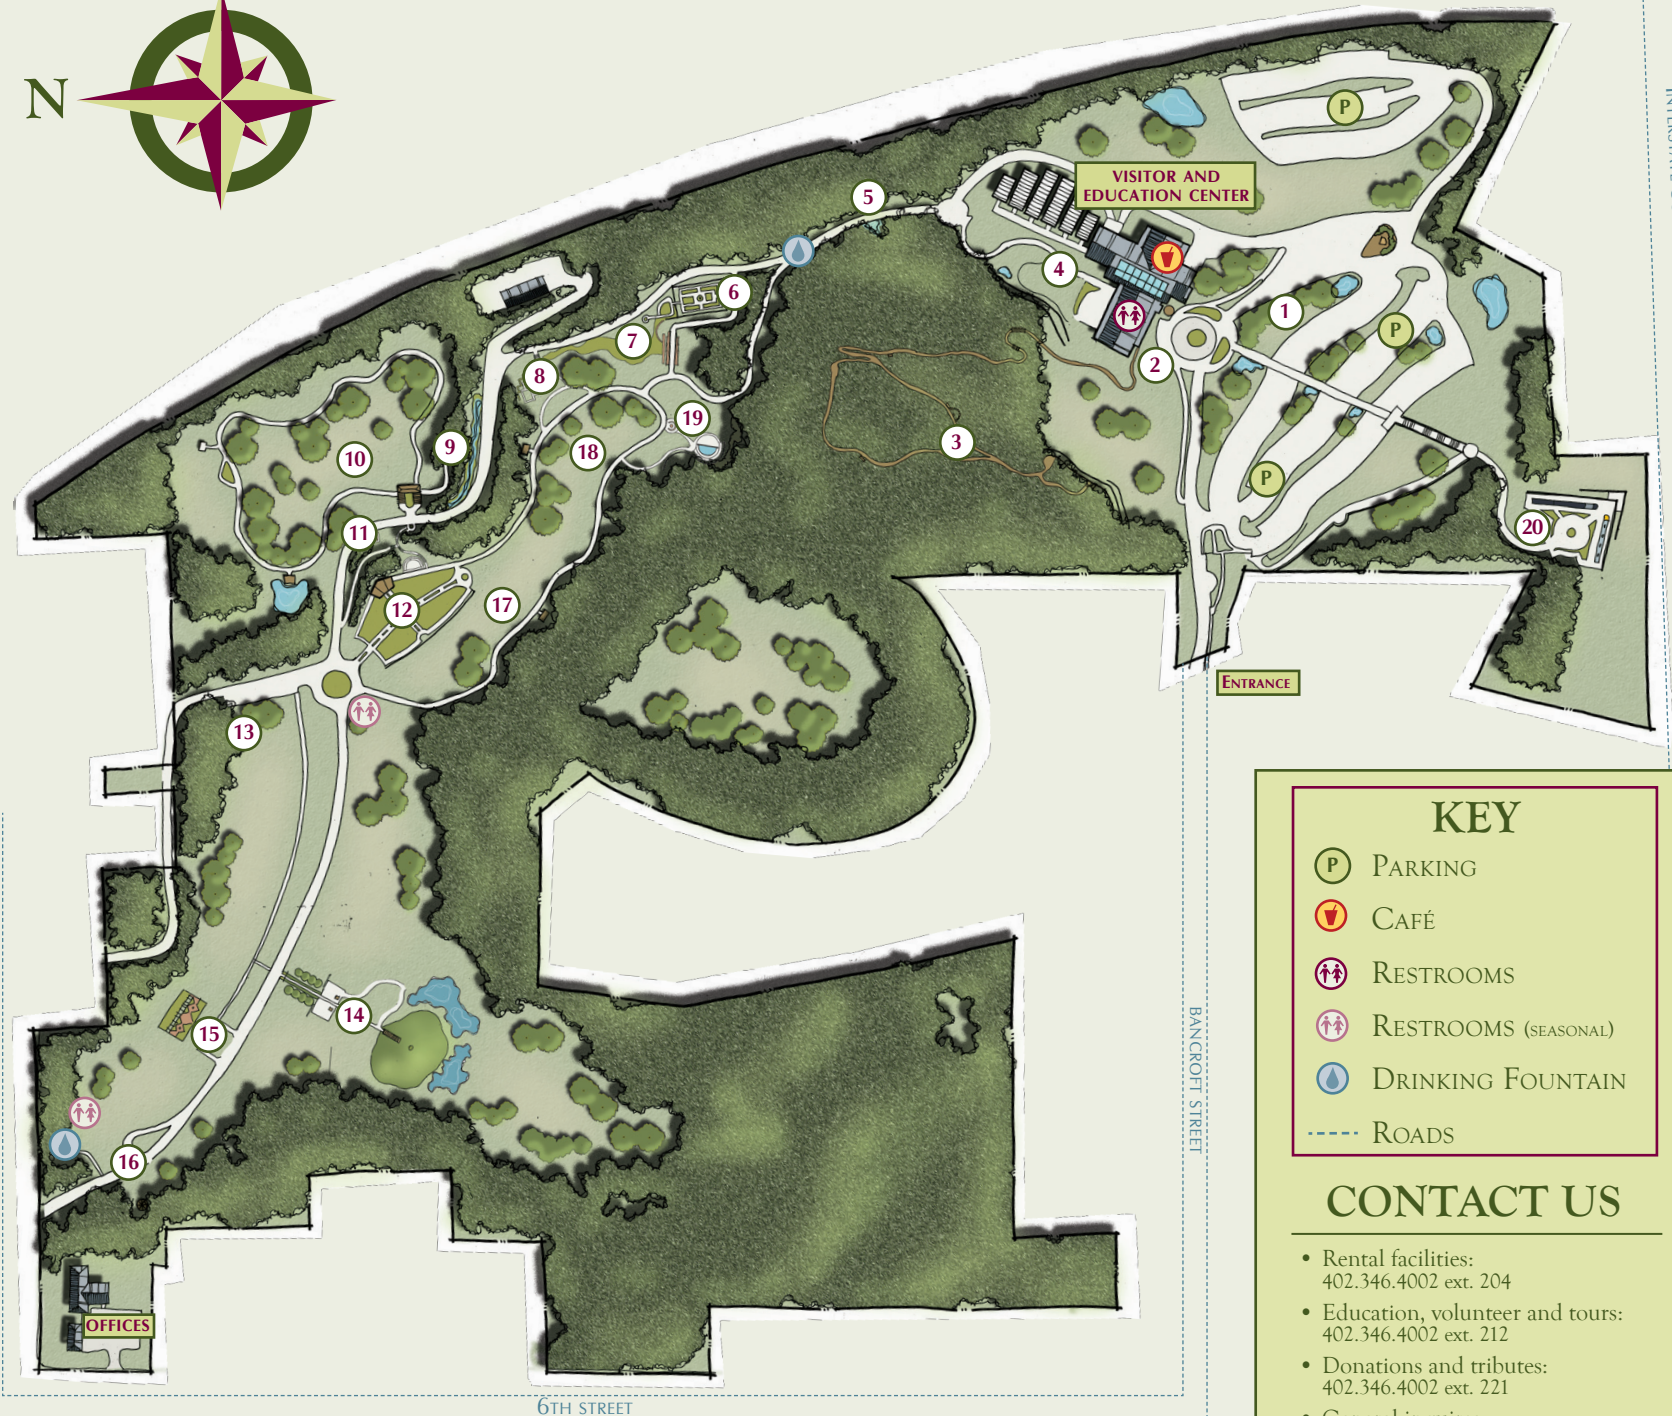 N
P
INTERSTATE
VISITOR AND
EDUCATION CENTER
5
4
6
1
P
7
2
8
19
3
9
18
10
P
20
11
12
17
ENTRANCE
13
14
15
16
OFFICES
BANCROFT STREET
6TH STREET
KEY
P PARKING
CAFÉ
RESTROOMS
RESTROOMS (SEASONAL)
DRINKING FOUNTAIN
ROADS
CONTACT US
• Rental facilities:
402.346.4002 ext. 204
• Education, volunteer and tours:
402.346.4002 ext. 212
• Donations and tributes:
402.346.4002 ext. 221